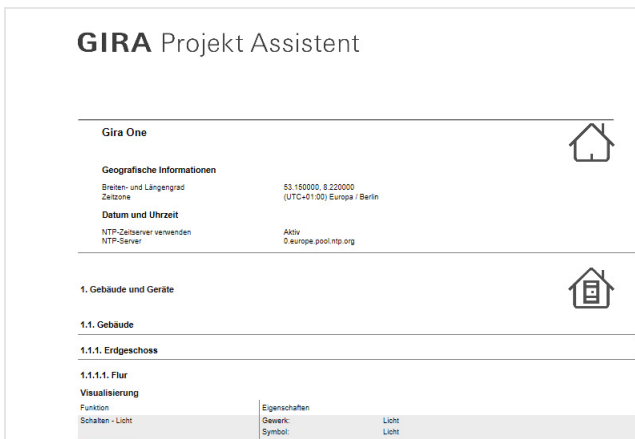 GIRA Projekt Assistent
Gira One
Geografische Informationen
Breiten- und Längengrad 53.150000, 8.220000
Zeitzone (UTC+01:00) Europa / Berlin
Datum und Uhrzeit
NTP-Zeitserver verwenden Aktiv
NTP-Server 0.europe.pool.ntp.org
1. Gebäude und Geräte
1.1. Gebäude
1.1.1. Erdgeschoss
1.1.1.1. Flur
Visualisierung
Funktion Eigenschaften
Schalten - Licht Gewerk: Licht
Symbol: Licht